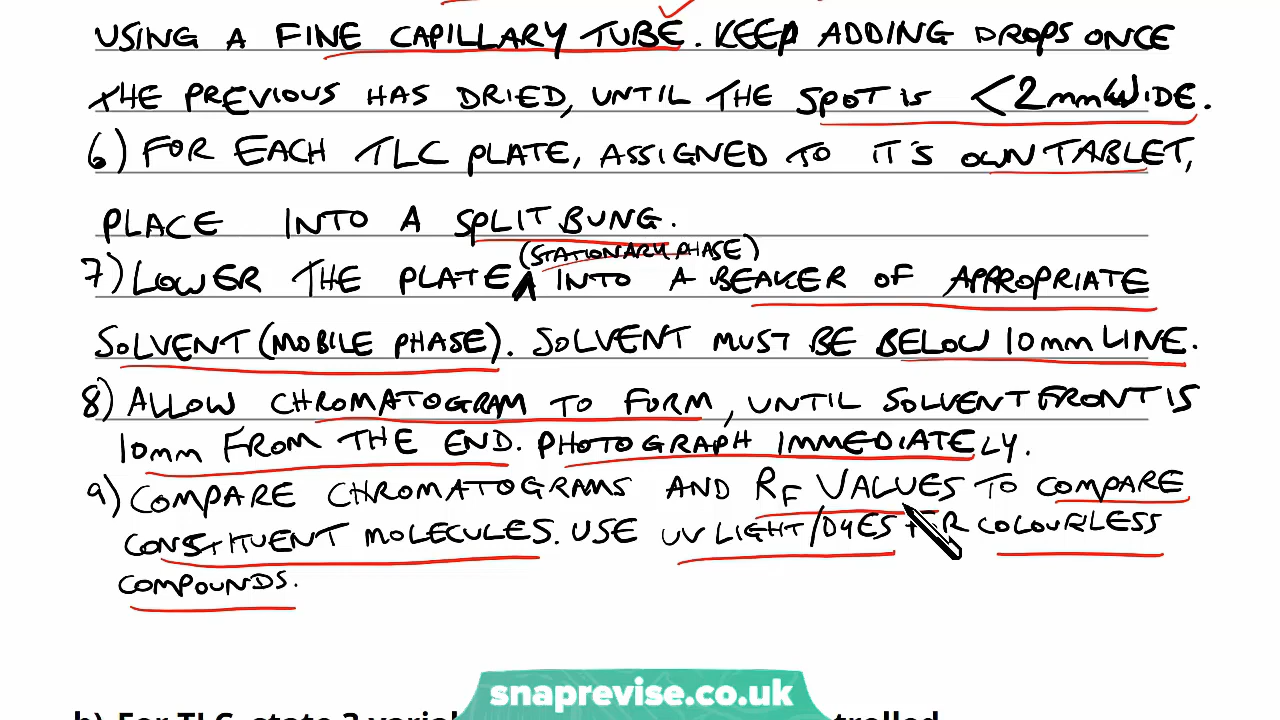 USING A FINE CAPILLARY TUBE. KEEP ADDING DROPS ONCE
THE PREVIOUS HAS DRIED, UNTIL THE SPOT IS <2mm WIDE.
6) FOR EACH TLC PLATE, ASSIGNED TO IT'S OWN TABLET,
PLACE INTO A SPLIT BUNG.
(STATIONARY PHASE)
7) LOWER THE PLATE ∧ INTO A BEAKER OF APPROPRIATE
SOLVENT (MOBILE PHASE). SOLVENT MUST BE BELOW 10mm LINE.
8) ALLOW CHROMATOGRAM TO FORM, UNTIL SOLVENT FRONT IS
10mm FROM THE END. PHOTOGRAPH IMMEDIATELY.
9) COMPARE CHROMATOGRAMS AND RF VALUES TO COMPARE
CONSTITUENT MOLECULES. USE UV LIGHT/DYES COLOURLESS
COMPOUNDS.
snaprevise.co.uk
b) For TLC, state 3